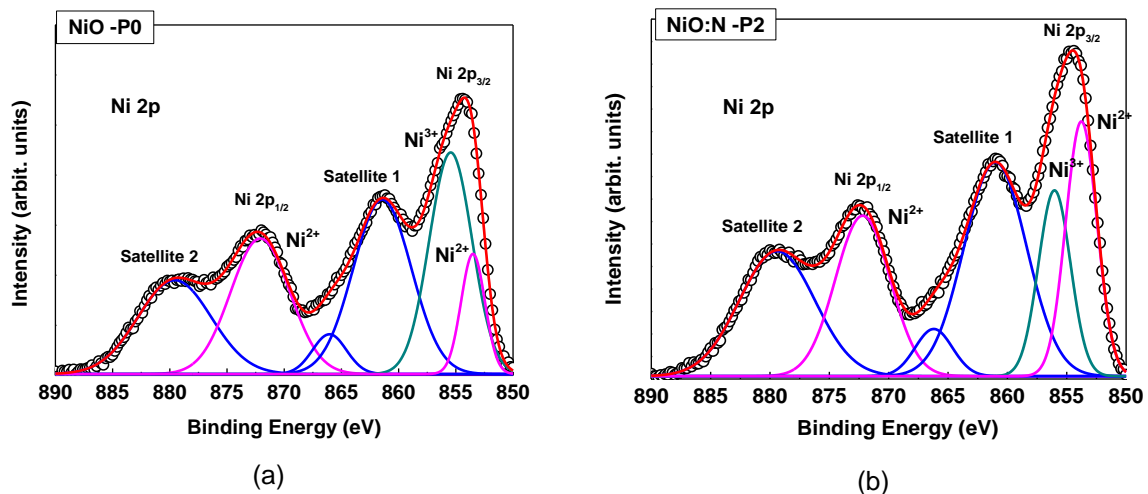 NiO -P0
Ni 2p
Ni 2p3/2
Ni3+
Satellite 1
Ni 2p1/2
Ni2+
Ni2+
Satellite 2
Intensity (arbit. units)
890 885 880 875 870 865 860 855 850
Binding Energy (eV)
(a)
NiO:N -P2
Ni 2p3/2
Ni 2p
Ni2+
Satellite 1
Ni3+
Ni 2p1/2
Ni2+
Satellite 2
Intensity (arbit. units)
890 885 880 875 870 865 860 855 850
Binding Energy (eV)
(b)